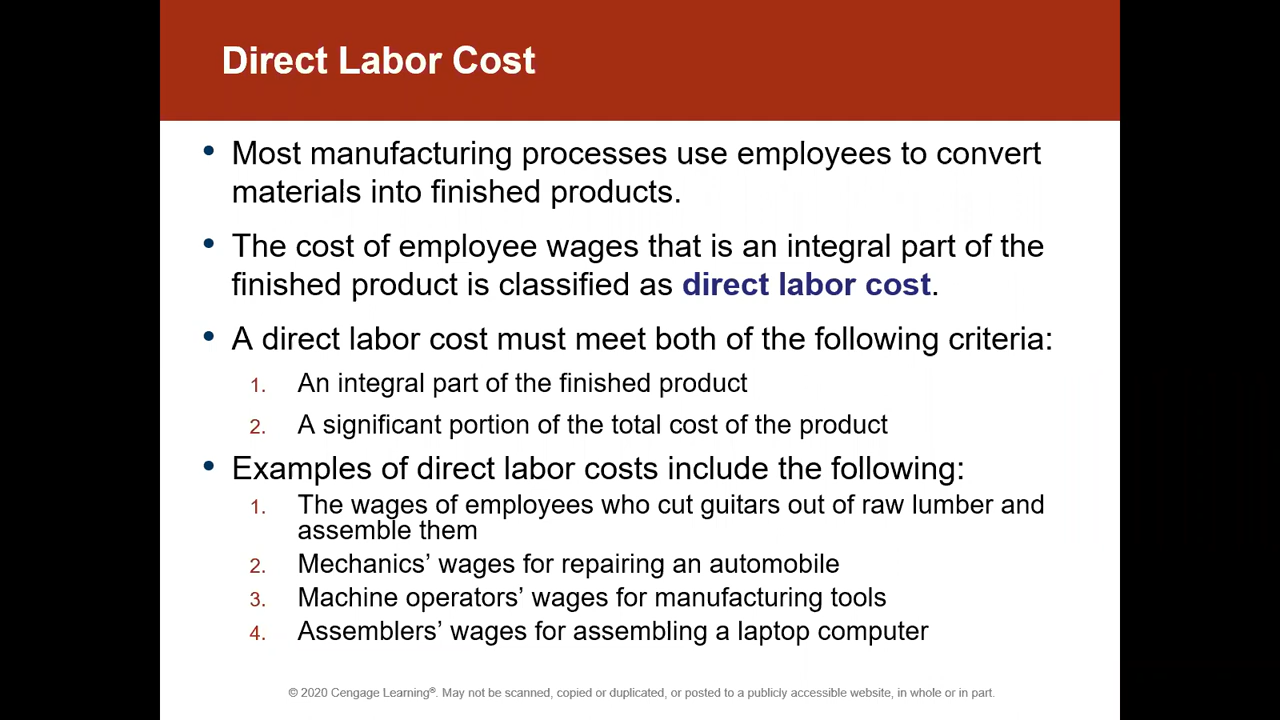 Direct Labor Cost
• Most manufacturing processes use employees to convert
materials into finished products.
• The cost of employee wages that is an integral part of the
finished product is classified as direct labor cost.
• A direct labor cost must meet both of the following criteria:
1. An integral part of the finished product
2. A significant portion of the total cost of the product
• Examples of direct labor costs include the following:
1. The wages of employees who cut guitars out of raw lumber and
assemble them
2. Mechanics’ wages for repairing an automobile
3. Machine operators’ wages for manufacturing tools
4. Assemblers’ wages for assembling a laptop computer
© 2020 Cengage Learning®. May not be scanned, copied or duplicated, or posted to a publicly accessible website, in whole or in part.